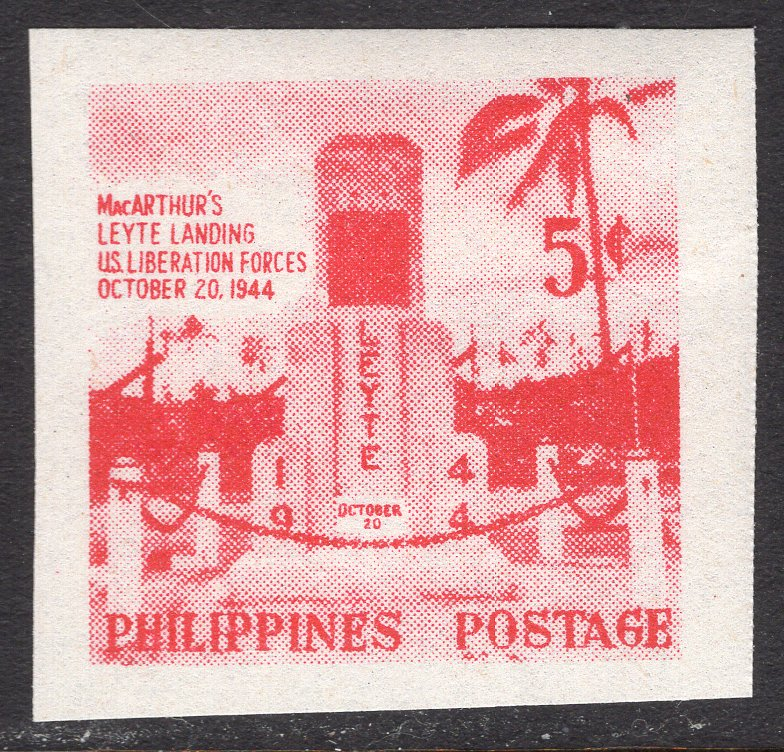 MacARTHUR'S
LEYTE LANDING
U.S. LIBERATION FORCES
OCTOBER 20, 1944
5¢
LEYTE
1 4
9 4
OCTOBER
20
PHILIPPINES POSTAGE